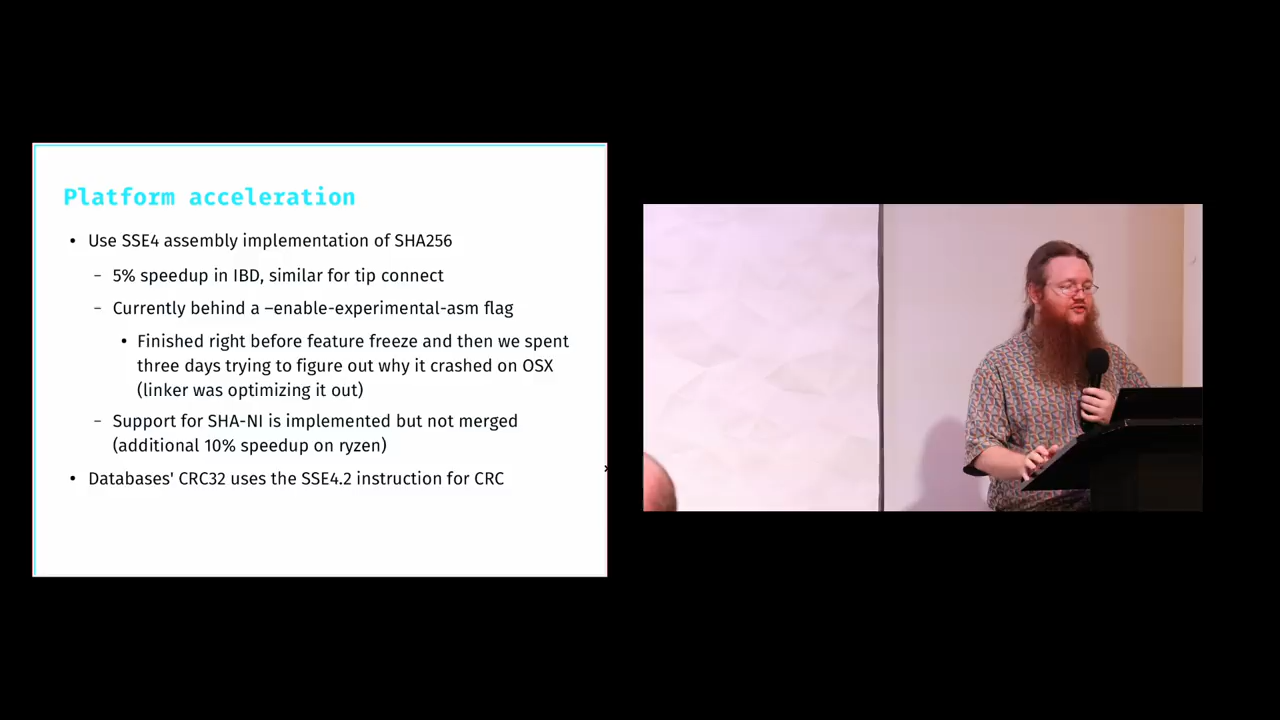 Platform acceleration
• Use SSE4 assembly implementation of SHA256
– 5% speedup in IBD, similar for tip connect
– Currently behind a –enable-experimental-asm flag
• Finished right before feature freeze and then we spent
three days trying to figure out why it crashed on OSX
(linker was optimizing it out)
– Support for SHA-NI is implemented but not merged
(additional 10% speedup on ryzen)
• Databases' CRC32 uses the SSE4.2 instruction for CRC